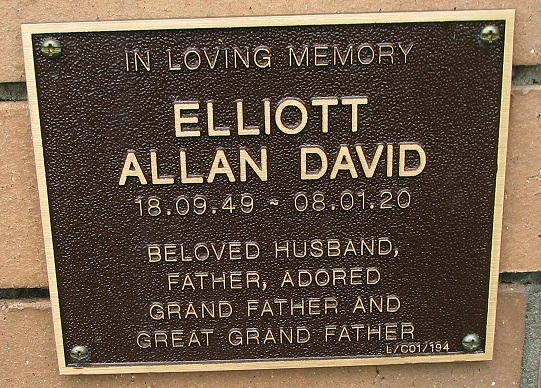 IN LOVING MEMORY
ELLIOTT
ALLAN DAVID
18.09.49 ~ 08.01.20
BELOVED HUSBAND,
FATHER, ADORED
GRAND FATHER AND
GREAT GRAND FATHER
L/C01/194